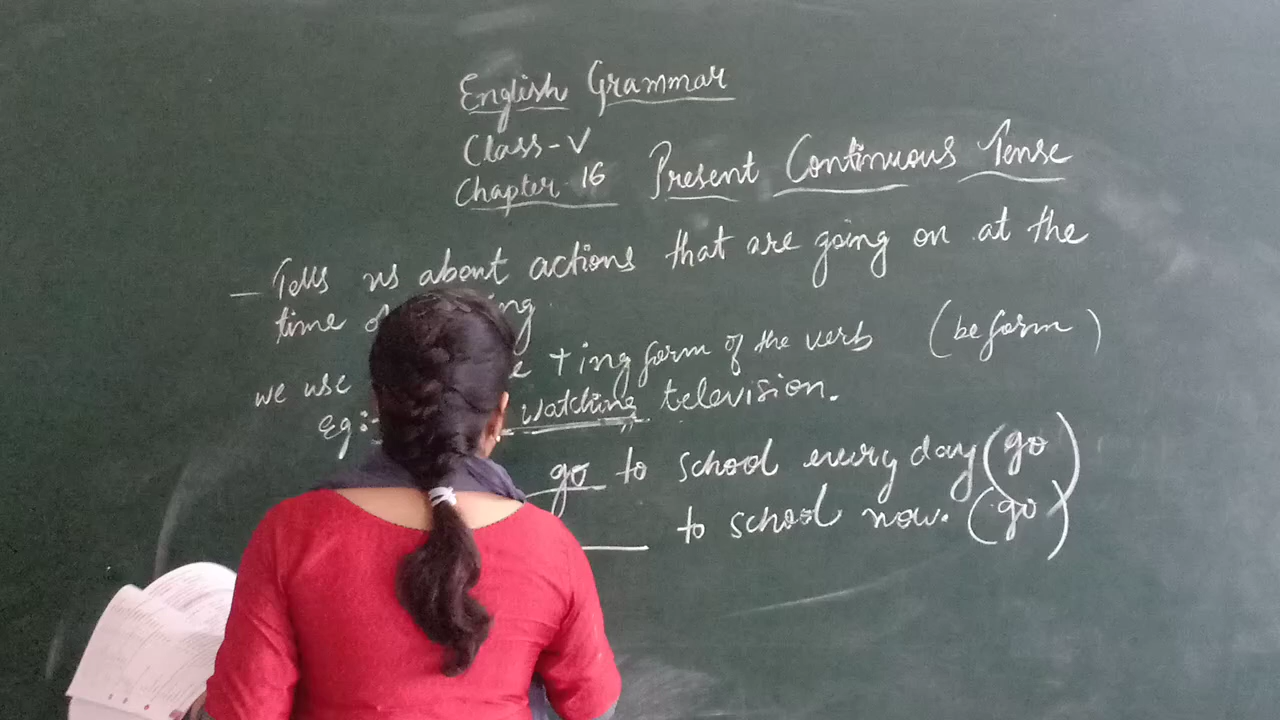 English Grammar
Class-V
Chapter 16 Present Continuous Tense
- Tells us about actions that are going on at the
time
we use + ing form of the verb (be form)
Eg:- watching television.
go to school every day (go)
to school now. (go)